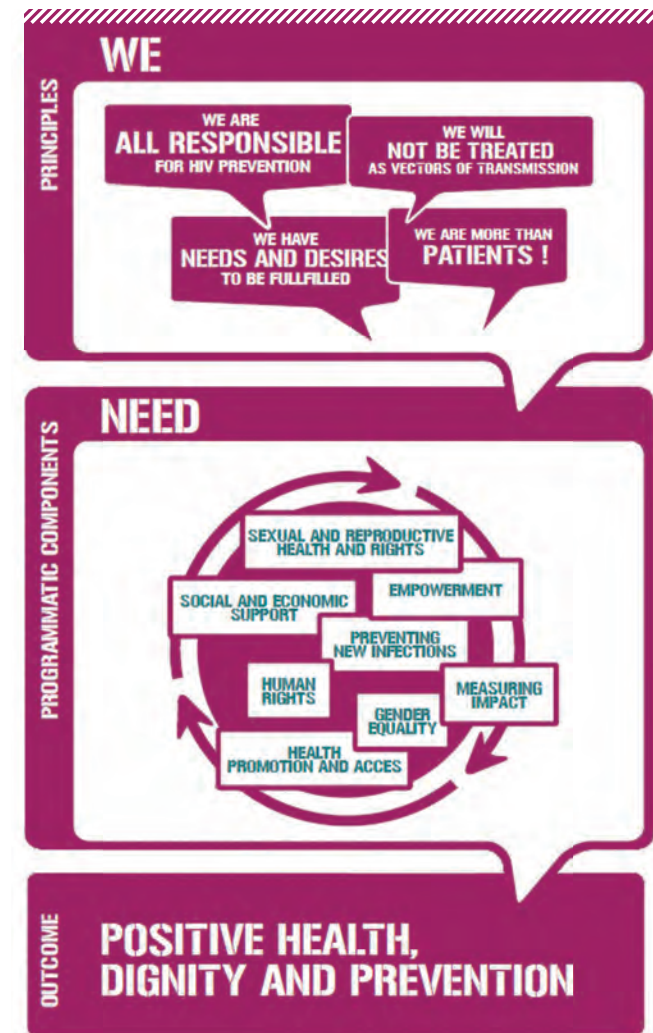 PRINCIPLES
WE
WE ARE
ALL RESPONSIBLE
FOR HIV PREVENTION
WE WILL
NOT BE TREATED
AS VECTORS OF TRANSMISSION
WE HAVE
NEEDS AND DESIRES
TO BE FULLFILLED
WE ARE MORE THAN
PATIENTS !
PROGRAMMATIC COMPONENTS
NEED
SEXUAL AND REPRODUCTIVE
HEALTH AND RIGHTS
EMPOWERMENT
SOCIAL AND ECONOMIC
SUPPORT
PREVENTING
NEW INFECTIONS
HUMAN
RIGHTS
MEASURING
IMPACT
GENDER
EQUALITY
HEALTH
PROMOTION AND ACCES
OUTCOME
POSITIVE HEALTH,
DIGNITY AND PREVENTION